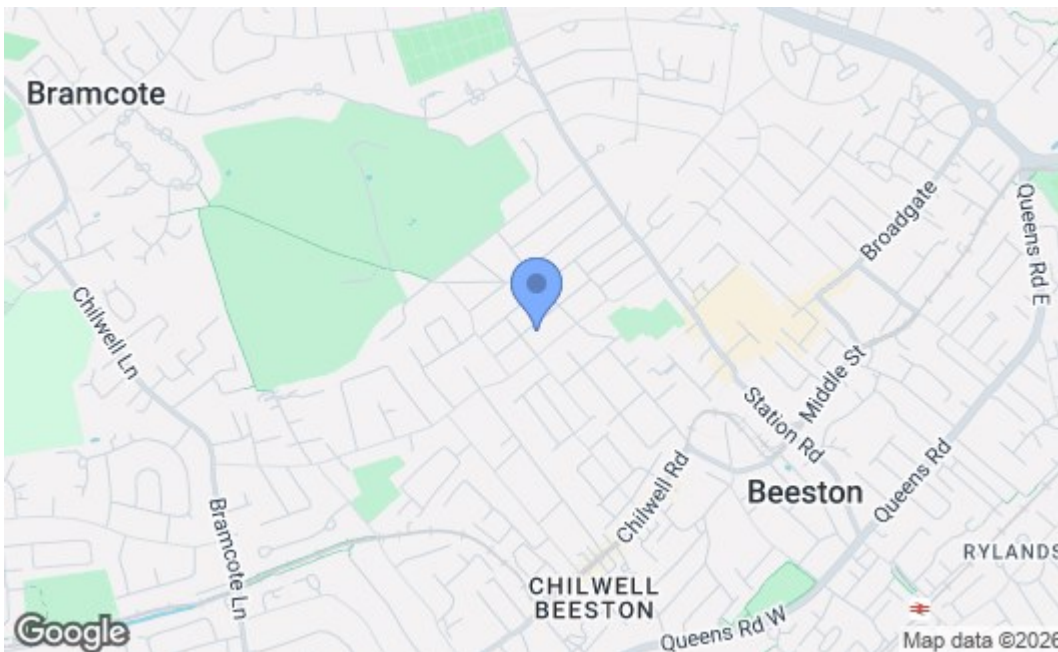 Bramcote
Broadgate
Queens Rd E
Chilwell Ln
Middle St
Station Rd
Chilwell Rd
Queens Rd
Beeston
Bramcote Ln
RYLANDS
CHILWELL
BEESTON
Queens Rd W
Google
Map data ©2026